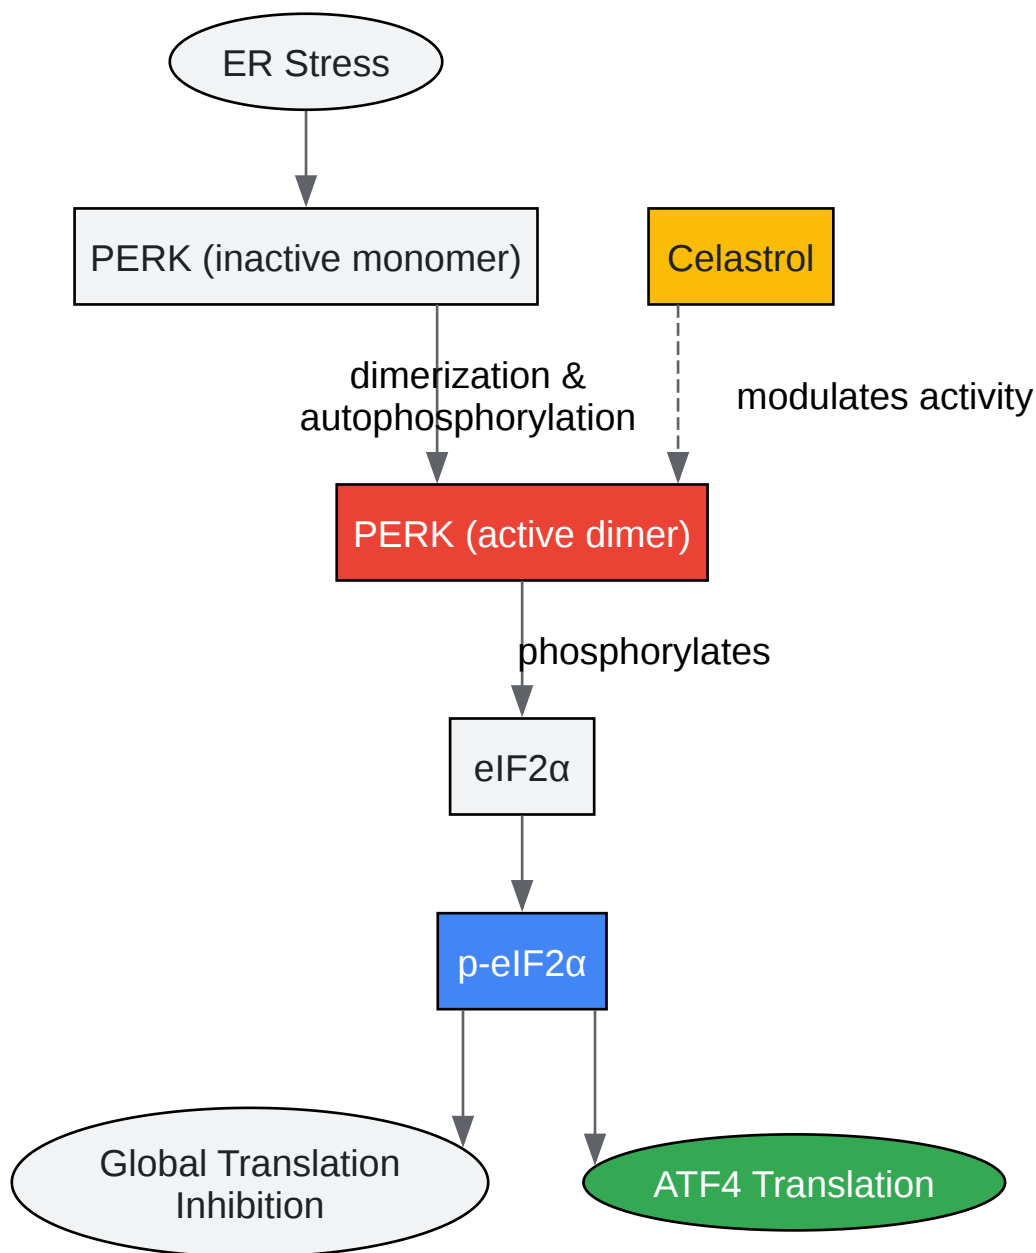 ER Stress
PERK (inactive monomer)
Celastrol
dimerization &
autophosphorylation
modulates activity
PERK (active dimer)
phosphorylates
eIF2α
p-eIF2α
Global Translation
Inhibition
ATF4 Translation